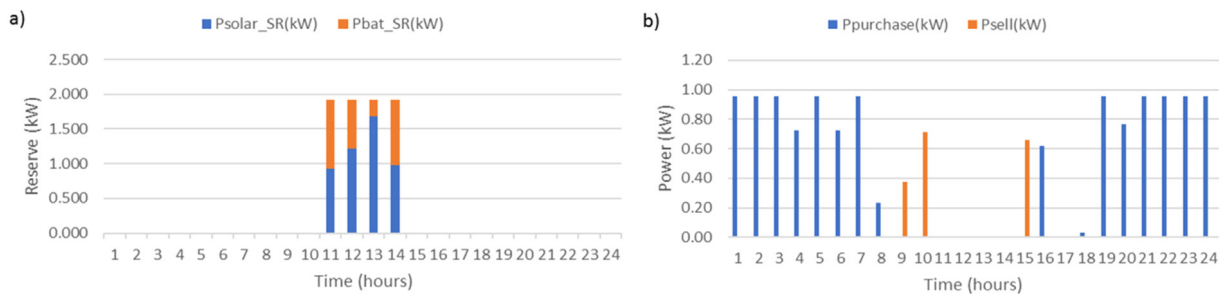 a)
Psolar_SR(kW) Pbat_SR(kW)
2.500
2.000
1.500
1.000
0.500
0.000
Reserve (kW)
1 2 3 4 5 6 7 8 9 10 11 12 13 14 15 16 17 18 19 20 21 22 23 24
Time (hours)
b)
Ppurchase(kW) Psell(kW)
1.20
1.00
0.80
0.60
0.40
0.20
0.00
Power (kW)
1 2 3 4 5 6 7 8 9 10 11 12 13 14 15 16 17 18 19 20 21 22 23 24
Time (hours)